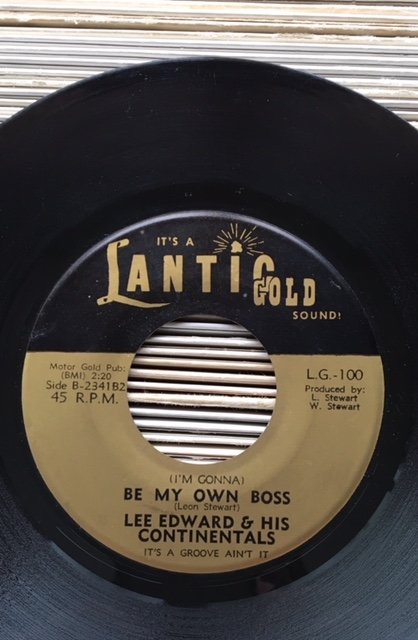 IT'S A
LANTI GOLD
SOUND!
Motor Gold Pub:
(BMI) 2:20
Side B-2341B2
45 R.P.M.
L.G.-100
Produced by:
L. Stewart
W. Stewart
(I'M GONNA)
BE MY OWN BOSS
(Leon Stewart)
LEE EDWARD & HIS
CONTINENTALS
IT'S A GROOVE AIN'T IT